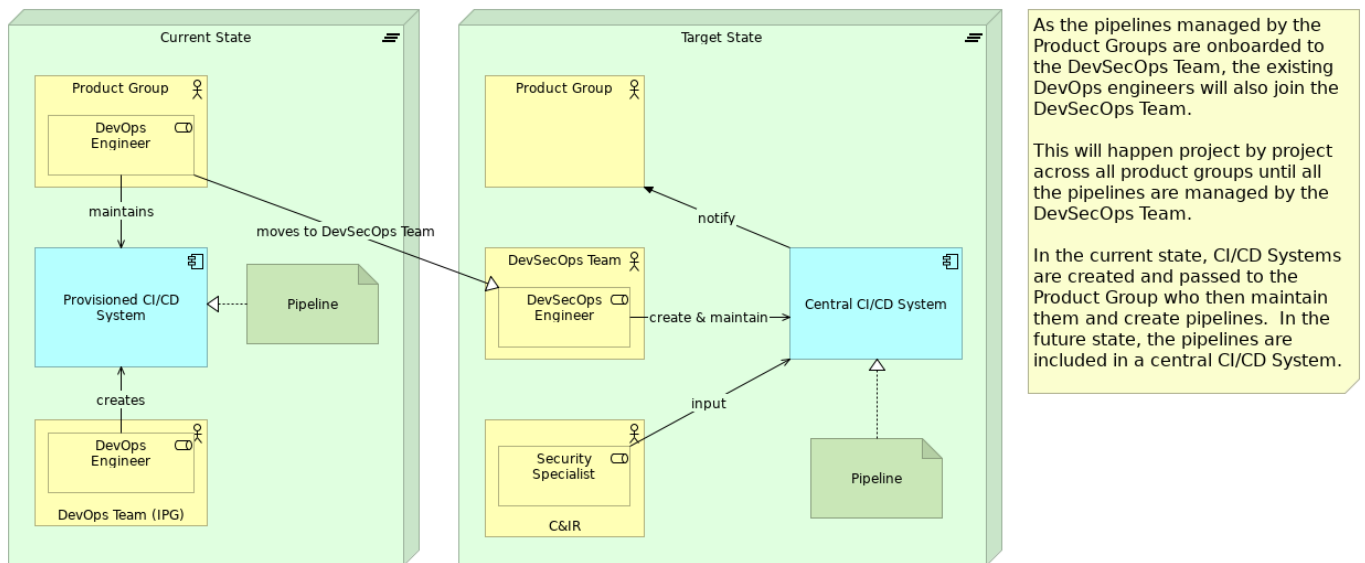 Current State
Product Group
DevOps
Engineer
maintains
moves to DevSecOps Team
Provisioned CI/CD
System
Pipeline
creates
DevOps
Engineer
DevOps Team (IPG)
Target State
Product Group
notify
DevSecOps Team
DevSecOps
Engineer
create & maintain
Central CI/CD System
input
Security
Specialist
C&IR
Pipeline
As the pipelines managed by the
Product Groups are onboarded to
the DevSecOps Team, the existing
DevOps engineers will also join the
DevSecOps Team.
This will happen project by project
across all product groups until all
the pipelines are managed by the
DevSecOps Team.
In the current state, CI/CD Systems
are created and passed to the
Product Group who then maintain
them and create pipelines.  In the
future state, the pipelines are
included in a central CI/CD System.